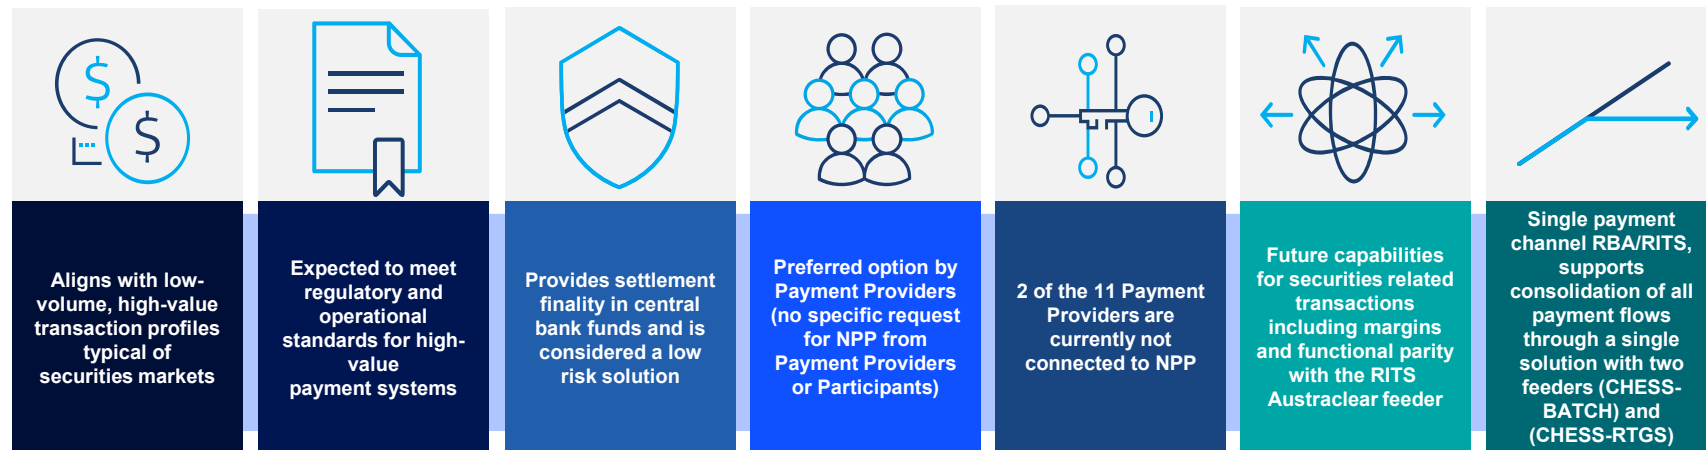 $
$
Aligns with low-
volume, high-value
transaction profiles
typical of
securities markets
Expected to meet
regulatory and
operational
standards for high-
value
payment systems
Provides settlement
finality in central
bank funds and is
considered a low
risk solution
Preferred option by
Payment Providers
(no specific request
for NPP from
Payment Providers
or Participants)
2 of the 11 Payment
Providers are
currently not
connected to NPP
Future capabilities
for securities related
transactions
including margins
and functional parity
with the RITS
Austraclear feeder
Single payment
channel RBA/RITS,
supports
consolidation of all
payment flows
through a single
solution with two
feeders (CHESS-
BATCH) and
(CHESS-RTGS)